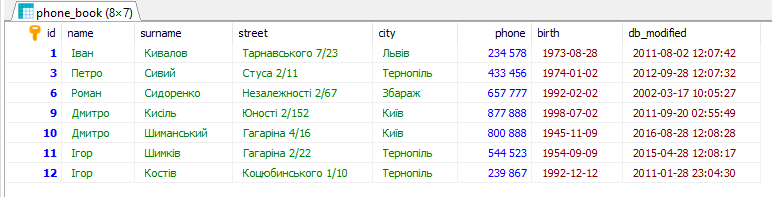 phone_book (8×7)
id name surname street city phone birth db_modified
1 Іван Кивалов Тарнавського 7/23 Львів 234 578 1973-08-28 2011-08-02 12:07:42
3 Петро Сивий Стуса 2/11 Тернопіль 433 456 1974-01-02 2012-09-28 12:07:32
6 Роман Сидоренко Незалежності 2/67 Збараж 657 777 1992-02-02 2002-03-17 10:05:27
9 Дмитро Кисіль Юності 2/152 Київ 877 888 1998-07-02 2011-09-20 02:55:49
10 Дмитро Шиманський Гагаріна 4/16 Київ 800 888 1945-11-09 2016-08-28 12:08:28
11 Ігор Шимків Гагаріна 2/22 Тернопіль 544 523 1954-09-09 2015-04-28 12:08:17
12 Ігор Костів Коцюбинського 1/10 Тернопіль 239 867 1992-12-12 2011-01-28 23:04:30